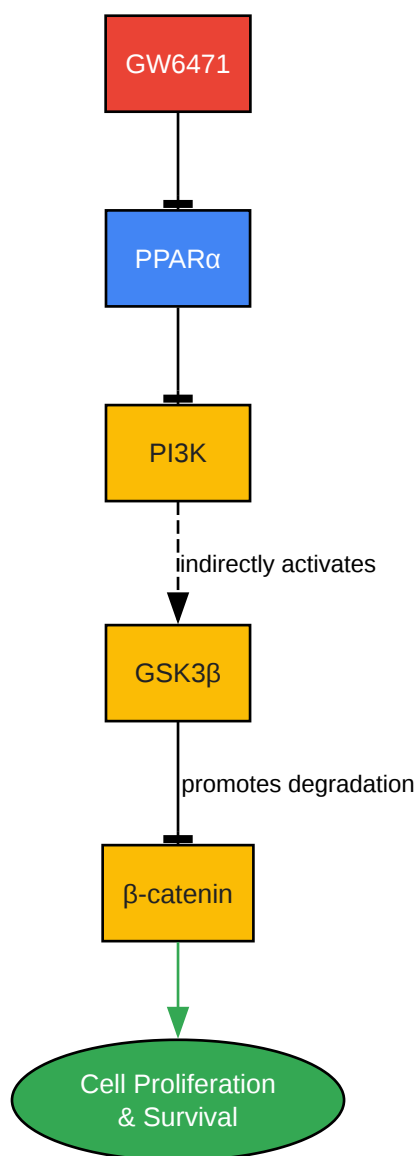 GW6471
PPARα
PI3K
indirectly activates
GSK3β
promotes degradation
β-catenin
Cell Proliferation
& Survival